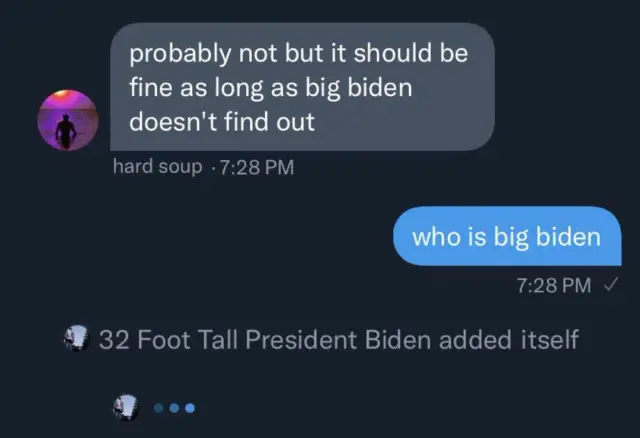 probably not but it should be
fine as long as big biden
doesn't find out
hard soup · 7:28 PM
who is big biden
7:28 PM ✓
32 Foot Tall President Biden added itself